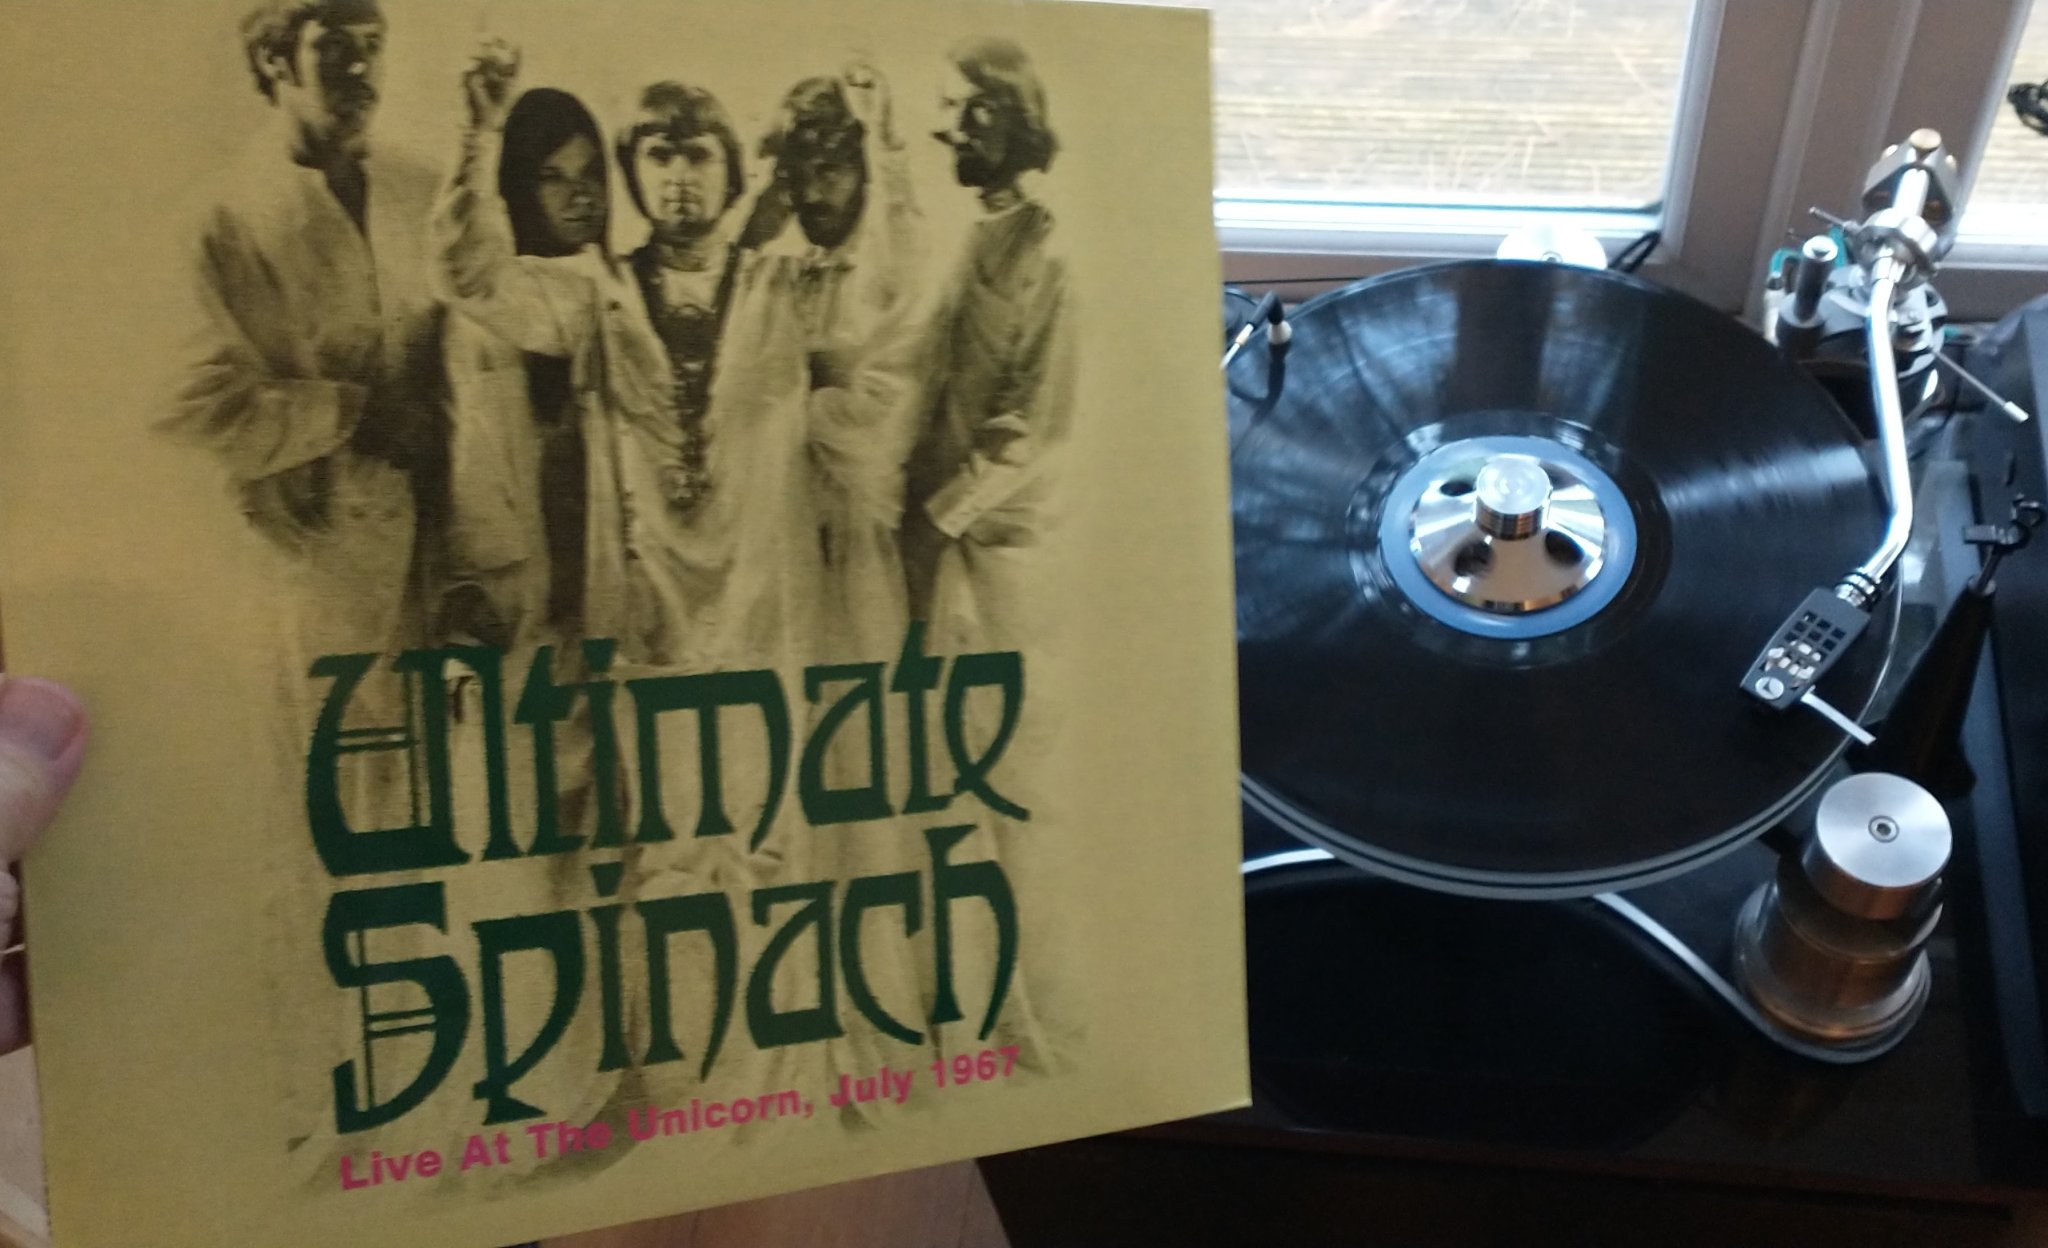 Ultimate
Spinach
Live At The Unicorn, July 1967